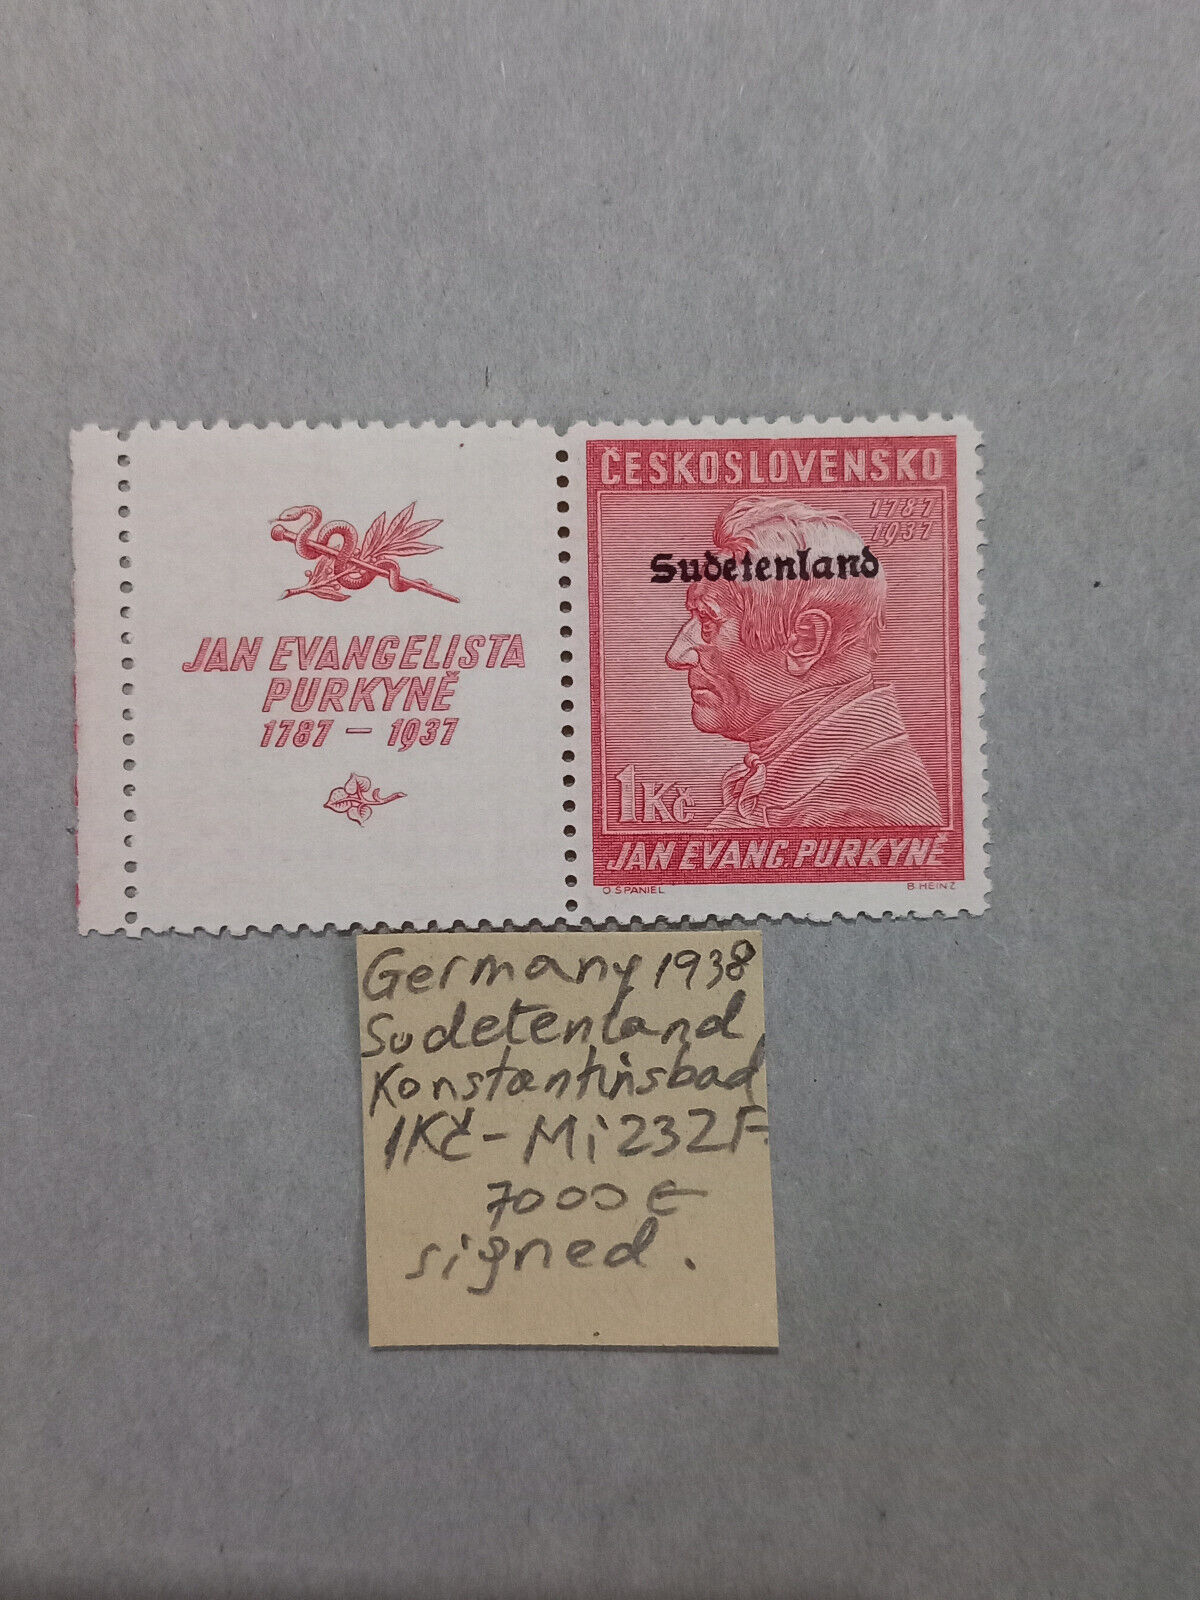 JAN EVANGELISTA
PURKYNĚ
1787 – 1937
ČESKOSLOVENSKO
1787
1937
Sudetenland
1Kč
JAN EVANG. PURKYNĚ
O. ŠPANIEL
B. HEINZ
Germany 1938
Sudetenland
Konstantinsbad
1Kč - Mi 232F.
7000 €
signed.